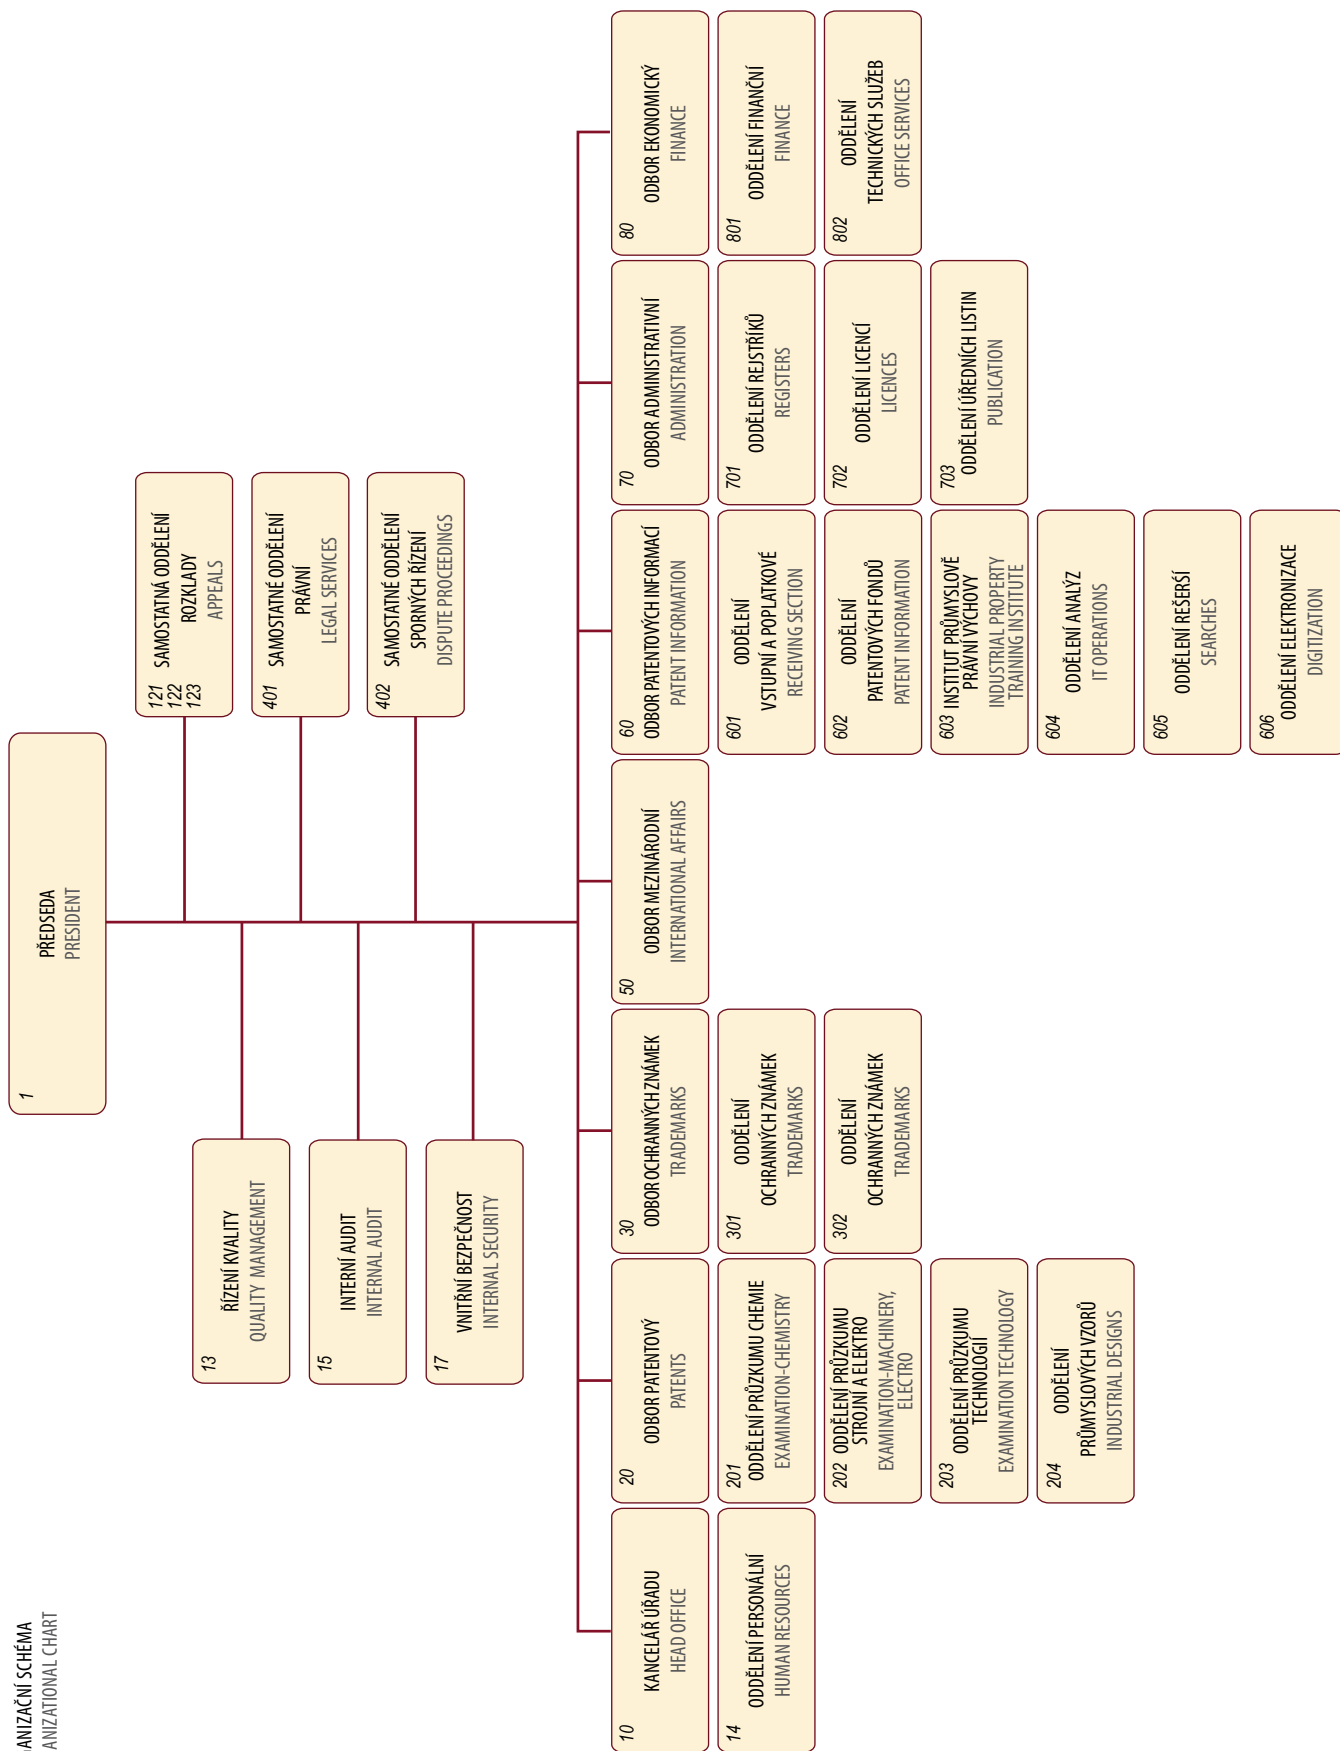 ANIZAČNÍ SCHÉMA
ANIZATIONAL CHART
1
PŘEDSEDA
PRESIDENT
13
ŘÍZENÍ KVALITY
QUALITY MANAGEMENT
15
INTERNÍ AUDIT
INTERNAL AUDIT
17
VNITŘNÍ BEZPEČNOST
INTERNAL SECURITY
121
122
123
SAMOSTATNÁ ODDĚLENÍ
ROZKLADY
APPEALS
401
SAMOSTATNÉ ODDĚLENÍ
PRÁVNÍ
LEGAL SERVICES
402
SAMOSTATNÉ ODDĚLENÍ
SPORNÝCH ŘÍZENÍ
DISPUTE PROCEEDINGS
10
KANCELÁŘ ÚŘADU
HEAD OFFICE
14
ODDĚLENÍ PERSONÁLNÍ
HUMAN RESOURCES
20
ODBOR PATENTOVÝ
PATENTS
201
ODDĚLENÍ PRŮZKUMU CHEMIE
EXAMINATION-CHEMISTRY
202 ODDĚLENÍ PRŮZKUMU
STROJNÍ A ELEKTRO
EXAMINATION-MACHINERY,
ELECTRO
203 ODDĚLENÍ PRŮZKUMU
TECHNOLOGIÍ
EXAMINATION TECHNOLOGY
204
ODDĚLENÍ
PRŮMYSLOVÝCH VZORŮ
INDUSTRIAL DESIGNS
30
ODBOR OCHRANNÝCH ZNÁMEK
TRADEMARKS
301
ODDĚLENÍ
OCHRANNÝCH ZNÁMEK
TRADEMARKS
302
ODDĚLENÍ
OCHRANNÝCH ZNÁMEK
TRADEMARKS
50
ODBOR MEZINÁRODNÍ
INTERNATIONAL AFFAIRS
60
ODBOR PATENTOVÝCH INFORMACÍ
PATENT INFORMATION
601
ODDĚLENÍ
VSTUPNÍ A POPLATKOVÉ
RECEIVING SECTION
602
ODDĚLENÍ
PATENTOVÝCH FONDŮ
PATENT INFORMATION
603 INSTITUT PRŮMYSLOVĚ
PRÁVNÍ VÝCHOVY
INDUSTRIAL PROPERTY
TRAINING INSTITUTE
604
ODDĚLENÍ ANALÝZ
IT OPERATIONS
605
ODDĚLENÍ REŠERŠÍ
SEARCHES
606
ODDĚLENÍ ELEKTRONIZACE
DIGITIZATION
70
ODBOR ADMINISTRATIVNÍ
ADMINISTRATION
701
ODDĚLENÍ REJSTŘÍKŮ
REGISTERS
702
ODDĚLENÍ LICENCÍ
LICENCES
703
ODDĚLENÍ ÚŘEDNÍCH LISTIN
PUBLICATION
80
ODBOR EKONOMICKÝ
FINANCE
801
ODDĚLENÍ FINANČNÍ
FINANCE
802
ODDĚLENÍ
TECHNICKÝCH SLUŽEB
OFFICE SERVICES